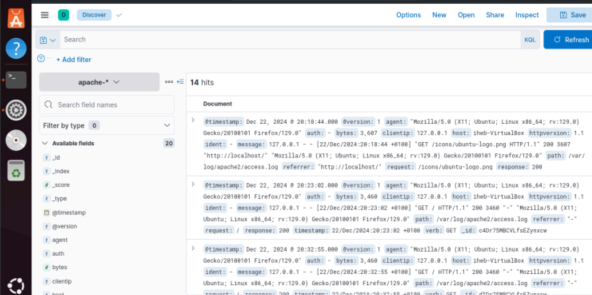 D Discover
Options New Open Share Inspect Save
Search KQL Refresh
+ Add filter
apache-*
14 hits
Search field names
Document
Filter by type 0
Available fields 20
_id
_index
_score
_type
@timestamp
@version
agent
auth
bytes
clientip
host
@timestamp: Dec 22, 2024 @ 20:18:44.000 @version: 1 agent: "Mozilla/5.0 (X11; Ubuntu; Linux x86_64; rv:129.0)
Gecko/20100101 Firefox/129.0" auth: - bytes: 3,607 clientip: 127.0.0.1 host: iheb-VirtualBox httpversion: 1.1
ident: - message: 127.0.0.1 - - [22/Dec/2024:20:18:44 +0100] "GET /icons/ubuntu-logo.png HTTP/1.1" 200 3607
"http://localhost/" "Mozilla/5.0 (X11; Ubuntu; Linux x86_64; rv:129.0) Gecko/20100101 Firefox/129.0" path: /var/
log/apache2/access.log referrer: "http://localhost/" request: /icons/ubuntu-logo.png response: 200
@timestamp: Dec 22, 2024 @ 20:23:02.000 @version: 1 agent: "Mozilla/5.0 (X11; Ubuntu; Linux x86_64; rv:129.0)
Gecko/20100101 Firefox/129.0" auth: - bytes: 3,460 clientip: 127.0.0.1 host: iheb-VirtualBox httpversion: 1.1
ident: - message: 127.0.0.1 - - [22/Dec/2024:20:23:02 +0100] "GET / HTTP/1.1" 200 3460 "-" "Mozilla/5.0 (X11;
Ubuntu; Linux x86_64; rv:129.0) Gecko/20100101 Firefox/129.0" path: /var/log/apache2/access.log referrer: "-"
request: / response: 200 timestamp: 22/Dec/2024:20:23:02 +0100 verb: GET _id:
@timestamp: Dec 22, 2024 @ 20:32:55.000 @version: 1 agent: "Mozilla/5.0 (X11; Ubuntu; Linux x86_64; rv:129.0)
Gecko/20100101 Firefox/129.0" auth: - bytes: 3,460 clientip: 127.0.0.1 host: iheb-VirtualBox httpversion: 1.1
ident: - message: 127.0.0.1 - - [22/Dec/2024:20:32:55 +0100] "GET / HTTP/1.1" 200 3460 "-" "Mozilla/5.0 (X11;
Ubuntu; Linux x86_64; rv:129.0) Gecko/20100101 Firefox/129.0" path: /var/log/apache2/access.log referrer: "-"